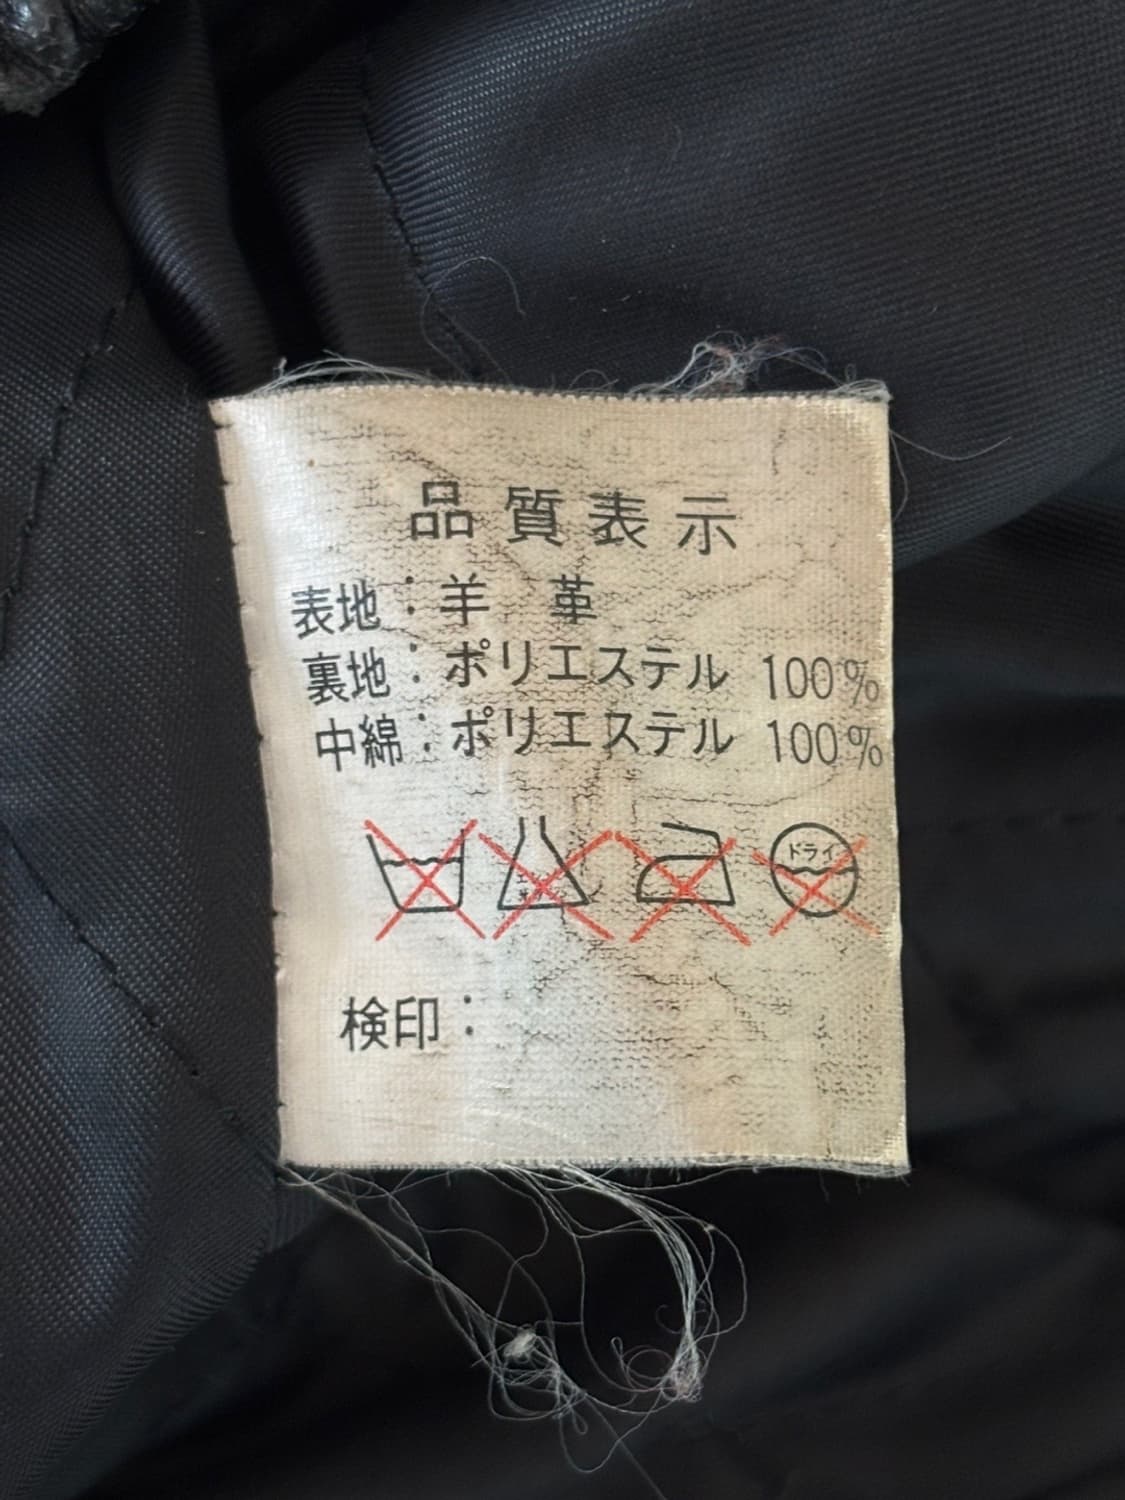 品質表示
表地：羊 革
裏地：ポリエステル 100%
中綿：ポリエステル 100%
ドライ
検印：